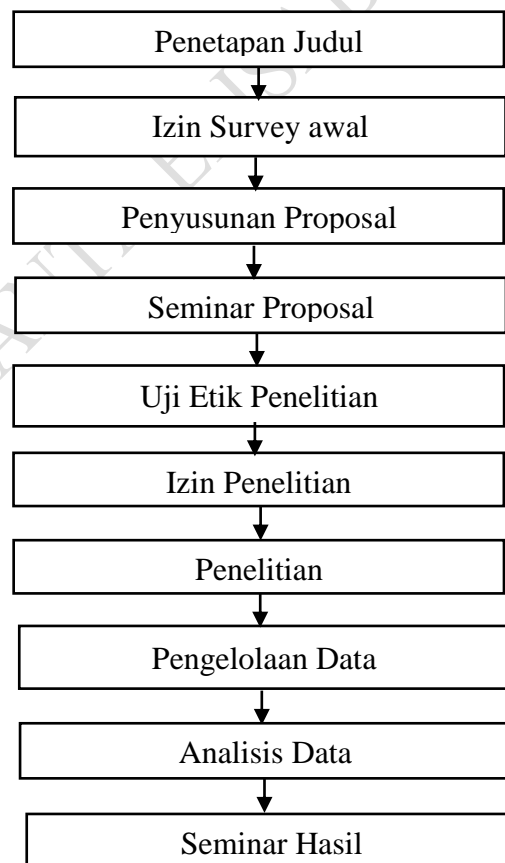 Penetapan Judul
Izin Survey awal
Penyusunan Proposal
Seminar Proposal
Uji Etik Penelitian
Izin Penelitian
Penelitian
Pengelolaan Data
Analisis Data
Seminar Hasil